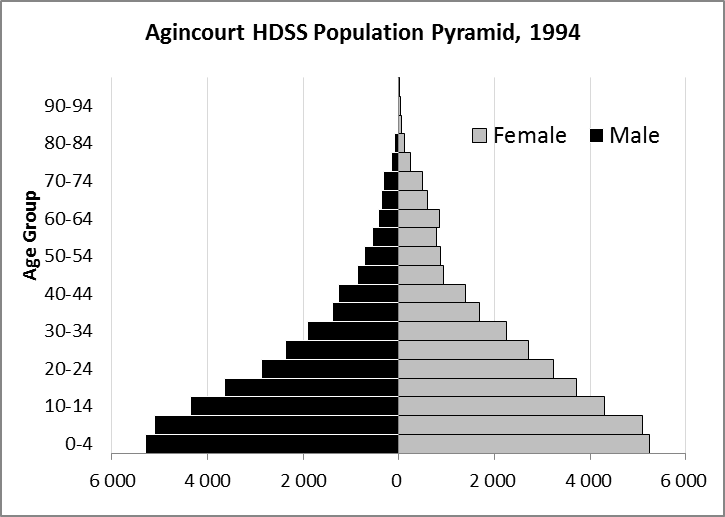 Agincourt HDSS Population Pyramid, 1994
Female Male
Age Group
90-94
80-84
70-74
60-64
50-54
40-44
30-34
20-24
10-14
0-4
6 000 4 000 2 000 0 2 000 4 000 6 000